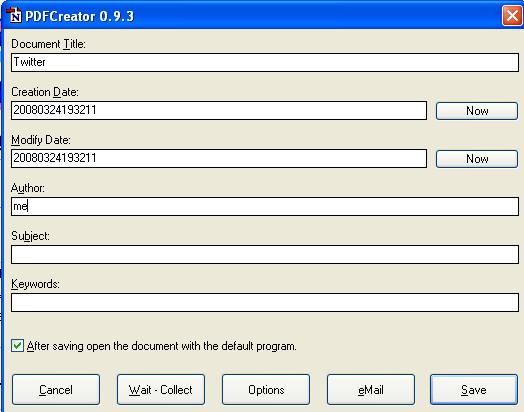 PDFCreator 0.9.3
Document Title:
Twitter
Creation Date:
20080324193211
Now
Modify Date:
20080324193211
Now
Author:
me
Subject:
Keywords:
After saving open the document with the default program.
Cancel
Wait - Collect
Options
eMail
Save